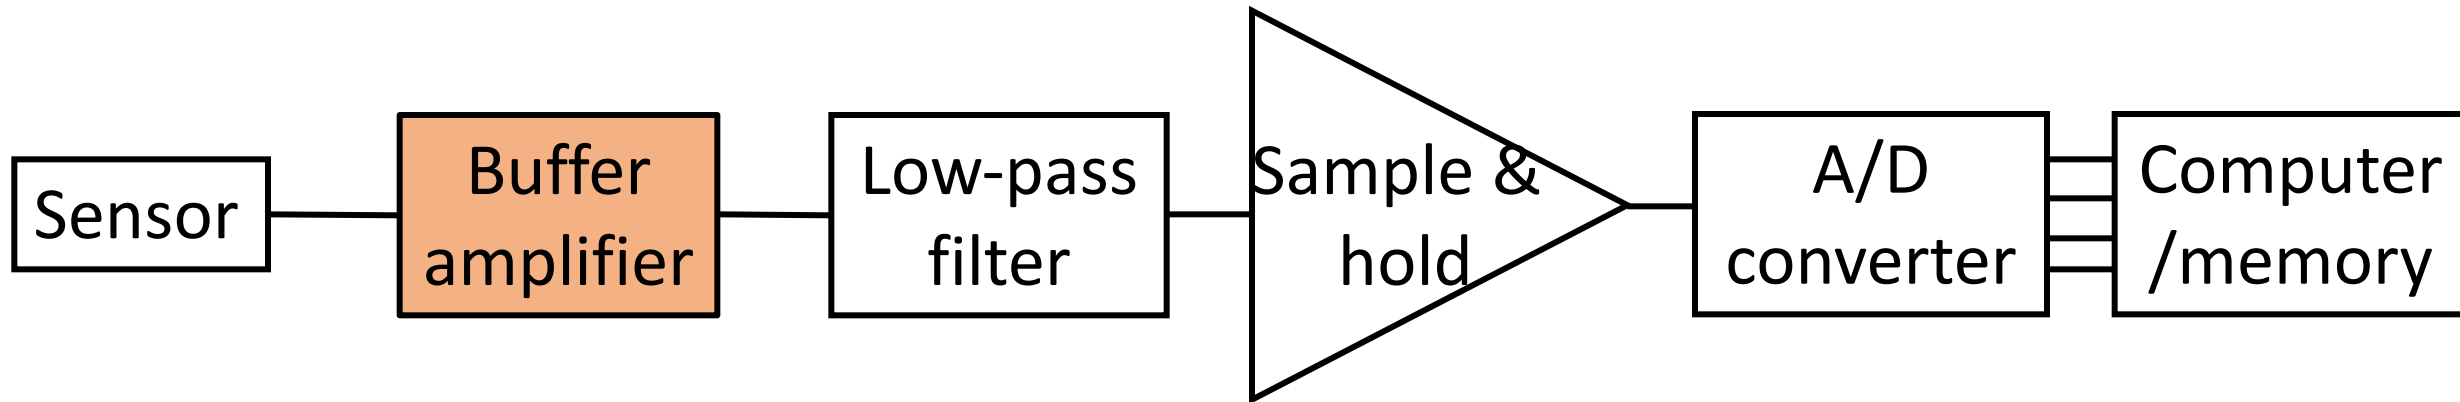 Sensor
Buffer
amplifier
Low-pass
filter
Sample &
hold
A/D
converter
Computer
/memory